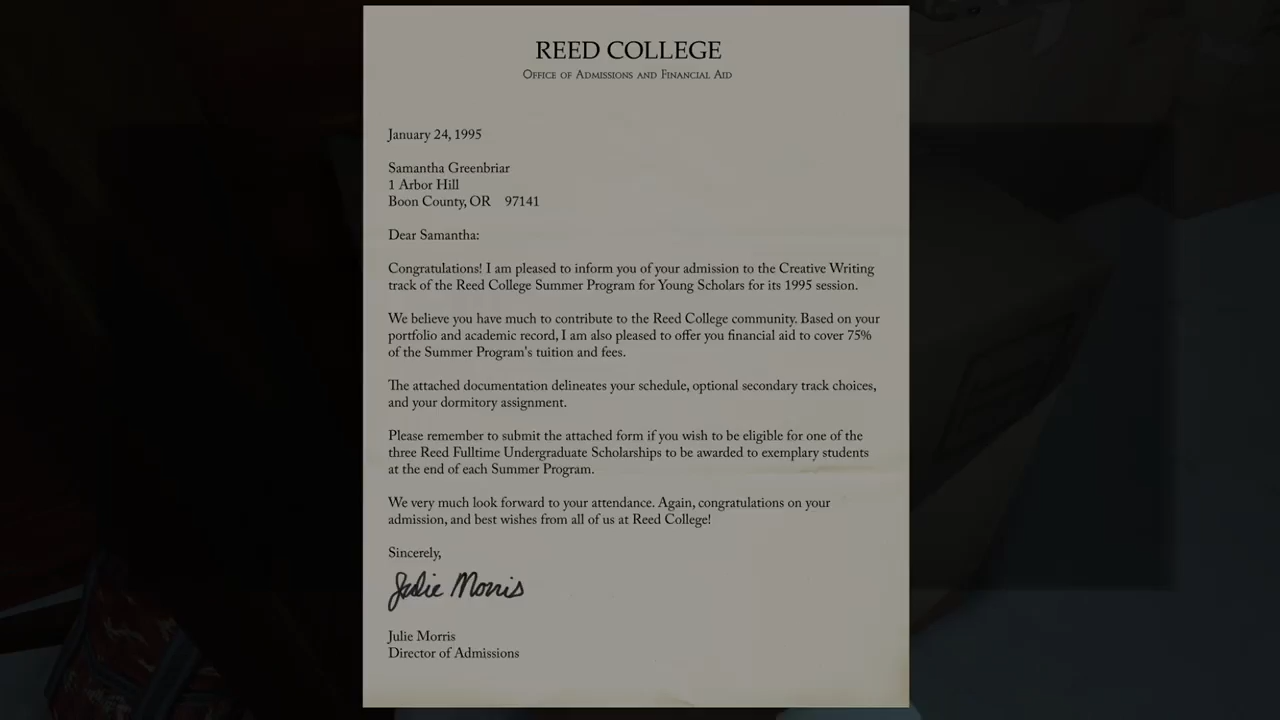 REED COLLEGE
Office of Admissions and Financial Aid
January 24, 1995
Samantha Greenbriar
1 Arbor Hill
Boon County, OR 97141
Dear Samantha:
Congratulations! I am pleased to inform you of your admission to the Creative Writing
track of the Reed College Summer Program for Young Scholars for its 1995 session.
We believe you have much to contribute to the Reed College community. Based on your
portfolio and academic record, I am also pleased to offer you financial aid to cover 75%
of the Summer Program's tuition and fees.
The attached documentation delineates your schedule, optional secondary track choices,
and your dormitory assignment.
Please remember to submit the attached form if you wish to be eligible for one of the
three Reed Fulltime Undergraduate Scholarships to be awarded to exemplary students
at the end of each Summer Program.
We very much look forward to your attendance. Again, congratulations on your
admission, and best wishes from all of us at Reed College!
Sincerely,
Julie Morris
Julie Morris
Director of Admissions